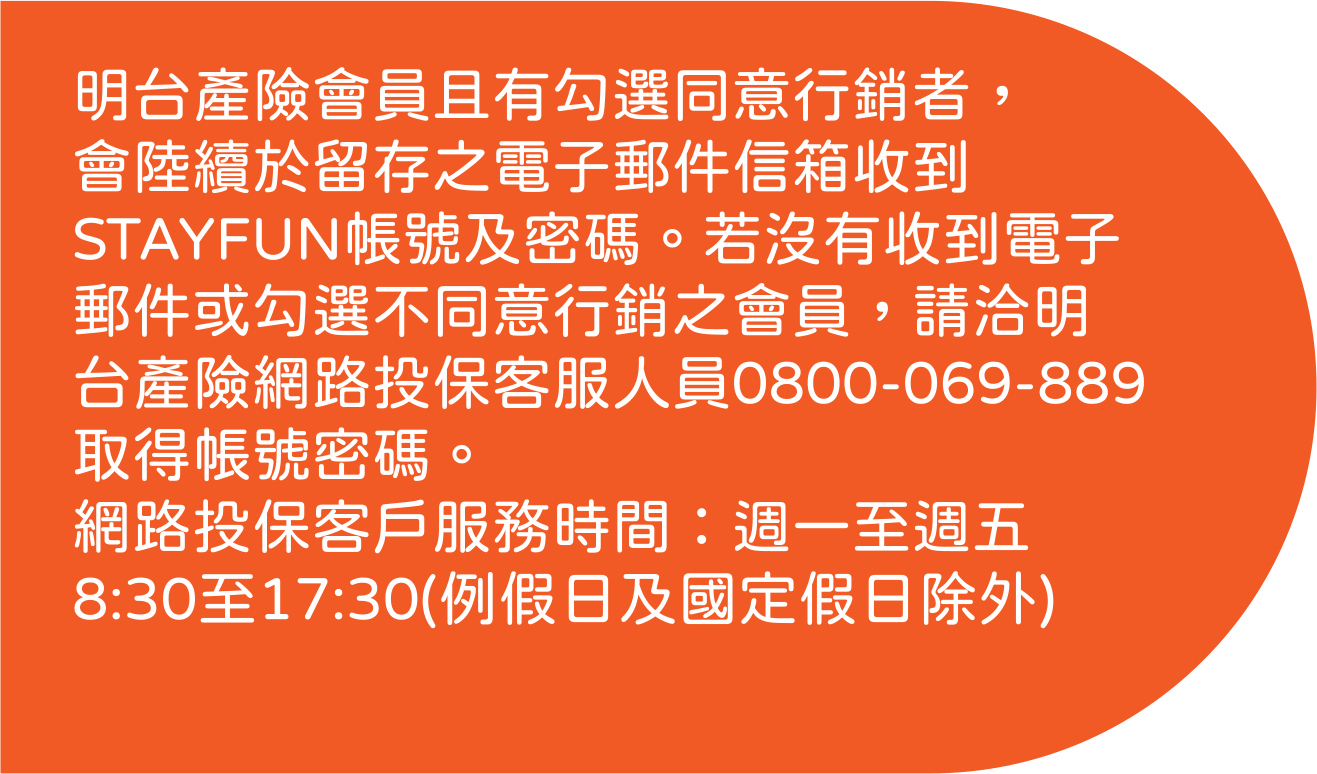 明台產險會員且有勾選同意行銷者，
會陸續於留存之電子郵件信箱收到
STAYFUN帳號及密碼。若沒有收到電子
郵件或勾選不同意行銷之會員，請洽明
台產險網路投保客服人員0800-069-889
取得帳號密碼。
網路投保客戶服務時間：週一至週五
8:30至17:30(例假日及國定假日除外)